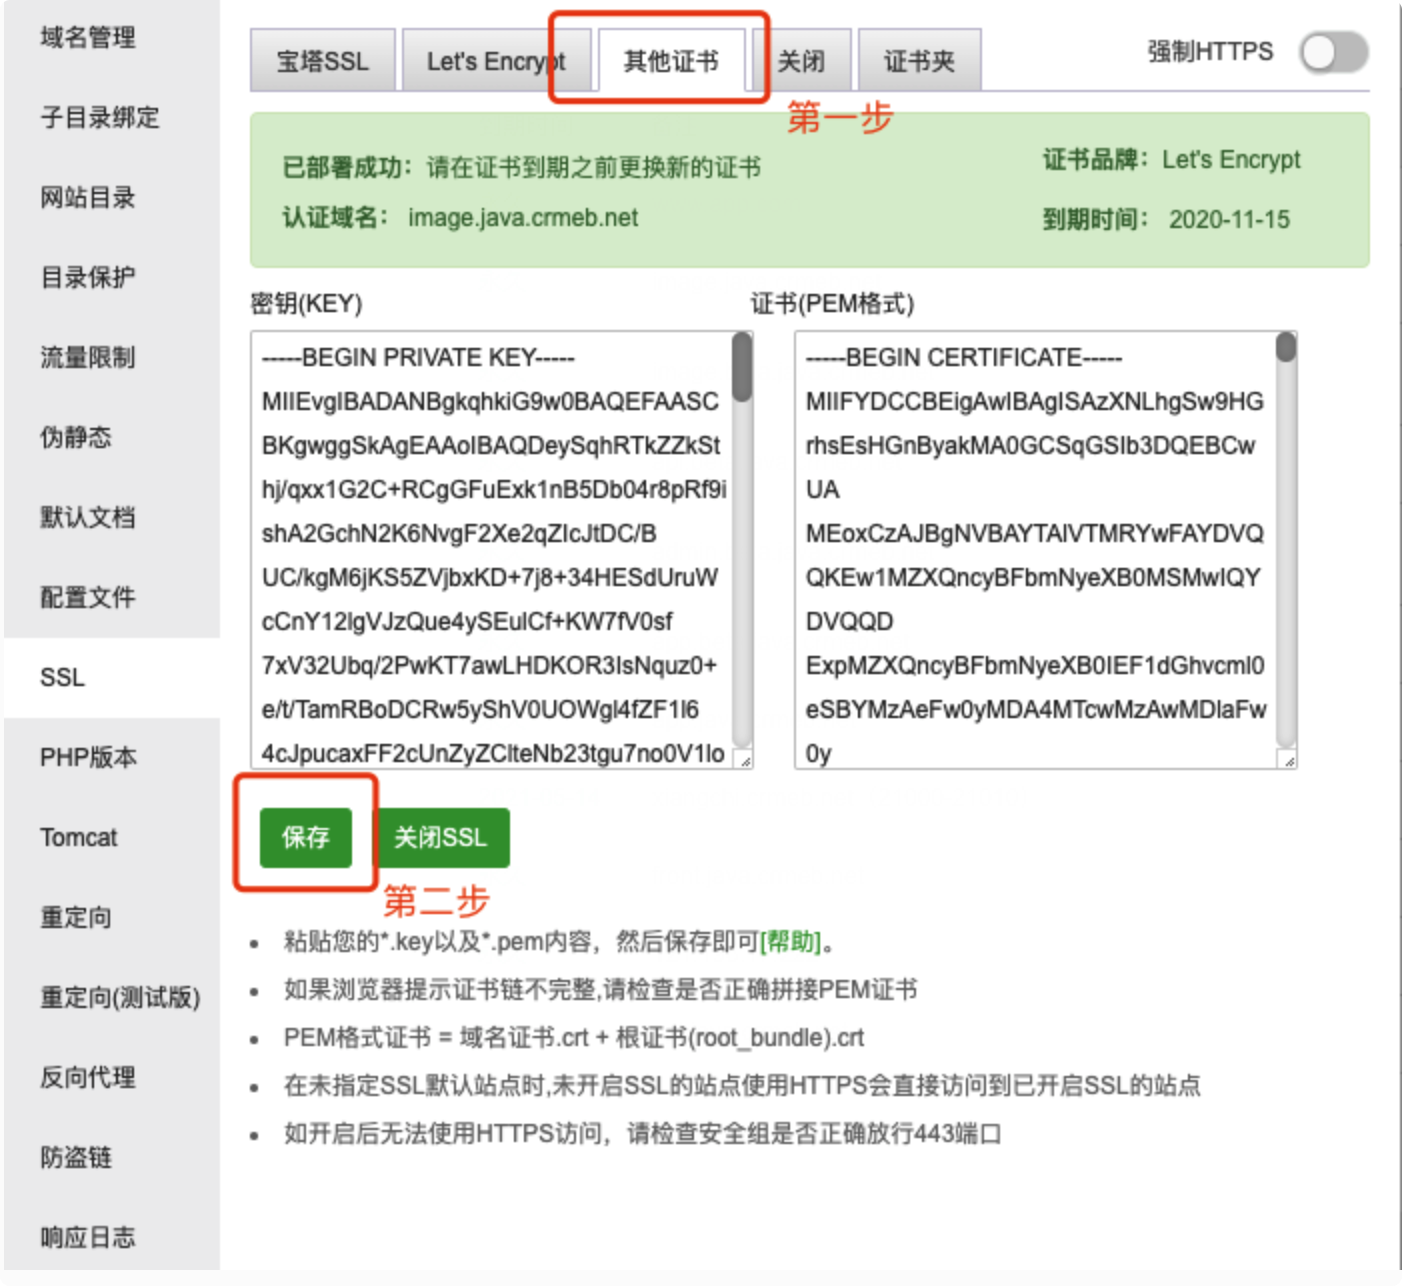 域名管理
子目录绑定
网站目录
目录保护
流量限制
伪静态
默认文档
配置文件
SSL
PHP版本
Tomcat
重定向
重定向(测试版)
反向代理
防盗链
响应日志
宝塔SSL
Let's Encrypt
其他证书
关闭
证书夹
强制HTTPS
第一步
已部署成功：请在证书到期之前更换新的证书
证书品牌：Let's Encrypt
认证域名：image.java.crmeb.net
到期时间：2020-11-15
密钥(KEY)
证书(PEM格式)
-----BEGIN PRIVATE KEY-----
MIIEvgIBADANBgkqhkiG9w0BAQEFAASC
BKgwggSkAgEAAoIBAQDeySqhRTkZZkSt
hj/qxx1G2C+RCgGFuExk1nB5Db04r8pRf9i
shA2GchN2K6NvgF2Xe2qZIcJtDC/B
UC/kgM6jKS5ZVjbxKD+7j8+34HESdUruW
cCnY12IgVJzQue4ySEuICf+KW7fV0sf
7xV32Ubq/2PwKT7awLHDKOR3IsNquz0+
e/t/TamRBoDCRw5yShV0UOWgl4fZF1l6
4cJpucaxFF2cUnZyZClteNb23tgu7no0V1lo
-----BEGIN CERTIFICATE-----
MIIFYDCCBEigAwIBAgISAzXNLhgSw9HG
rhsEsHGnByakMA0GCSqGSIb3DQEBCw
UA
MEoxCzAJBgNVBAYTAlVTMRYwFAYDVQ
QKEw1MZXQncyBFbmNyeXB0MSMwIQY
DVQQD
ExpMZXQncyBFbmNyeXB0IEF1dGhvcml0
eSBYMzAeFw0yMDA4MTcwMzAwMDlaFw
0y
保存
关闭SSL
第二步
粘贴您的*.key以及*.pem内容，然后保存即可[帮助]。
如果浏览器提示证书链不完整,请检查是否正确拼接PEM证书
PEM格式证书 = 域名证书.crt + 根证书(root_bundle).crt
在未指定SSL默认站点时,未开启SSL的站点使用HTTPS会直接访问到已开启SSL的站点
如开启后无法使用HTTPS访问，请检查安全组是否正确放行443端口